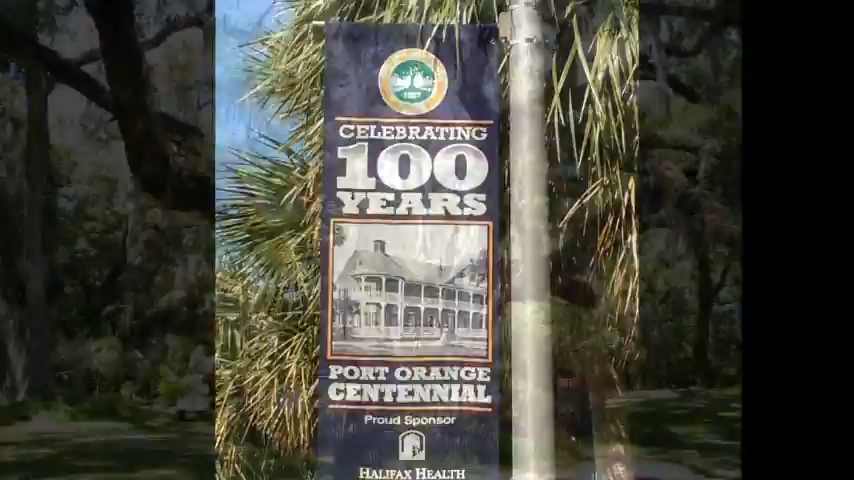 CELEBRATING
100
YEARS
PORT ORANGE
CENTENNIAL
Proud Sponsor
HALIFAX HEALTH